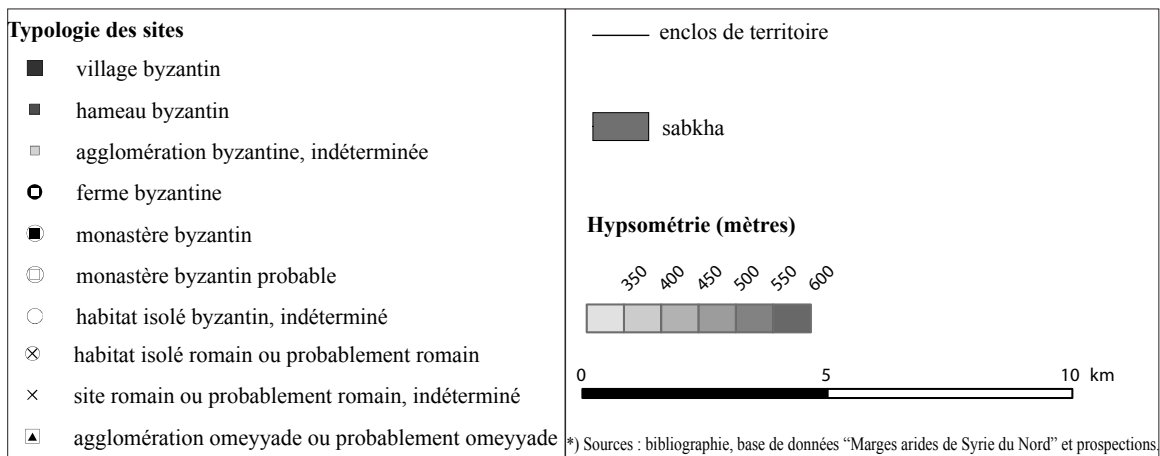 Typologie des sites
village byzantin
hameau byzantin
agglomération byzantine, indéterminée
ferme byzantine
monastère byzantin
monastère byzantin probable
habitat isolé byzantin, indéterminé
habitat isolé romain ou probablement romain
site romain ou probablement romain, indéterminé
agglomération omeyyade ou probablement omeyyade
enclos de territoire
sabkha
Hypsométrie (mètres)
350 400 450 500 550 600
0 5 10 km
*) Sources : bibliographie, base de données “Marges arides de Syrie du Nord” et prospections.